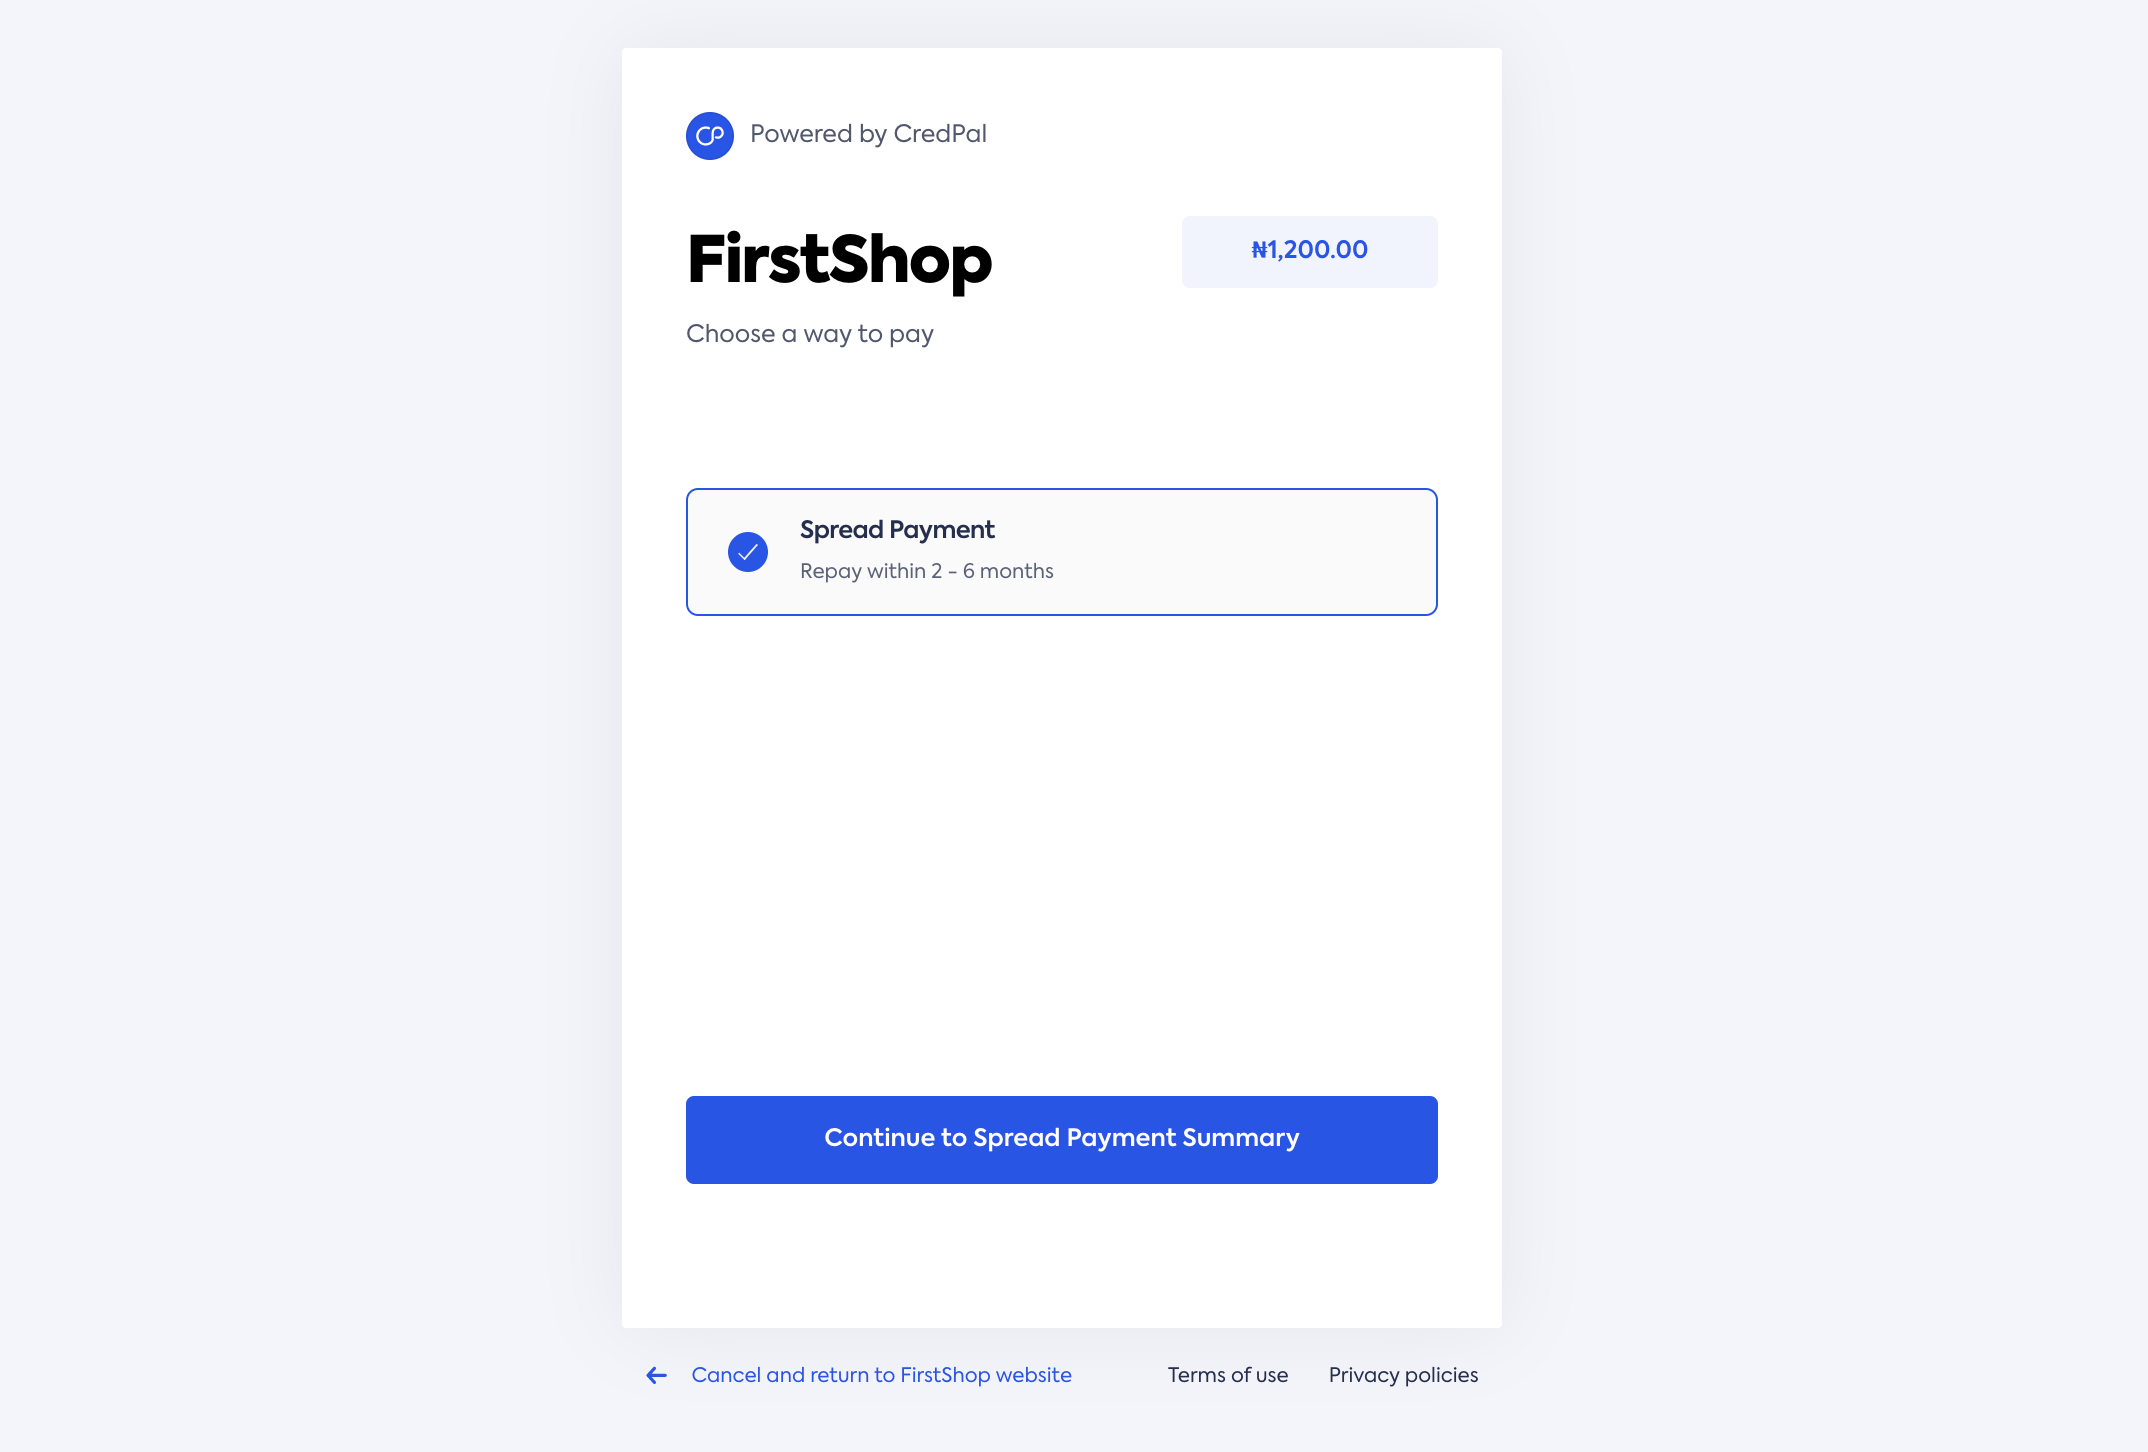 CP
Powered by CredPal
FirstShop
₦1,200.00
Choose a way to pay
Spread Payment
Repay within 2 - 6 months
Continue to Spread Payment Summary
Cancel and return to FirstShop website
Terms of use
Privacy policies